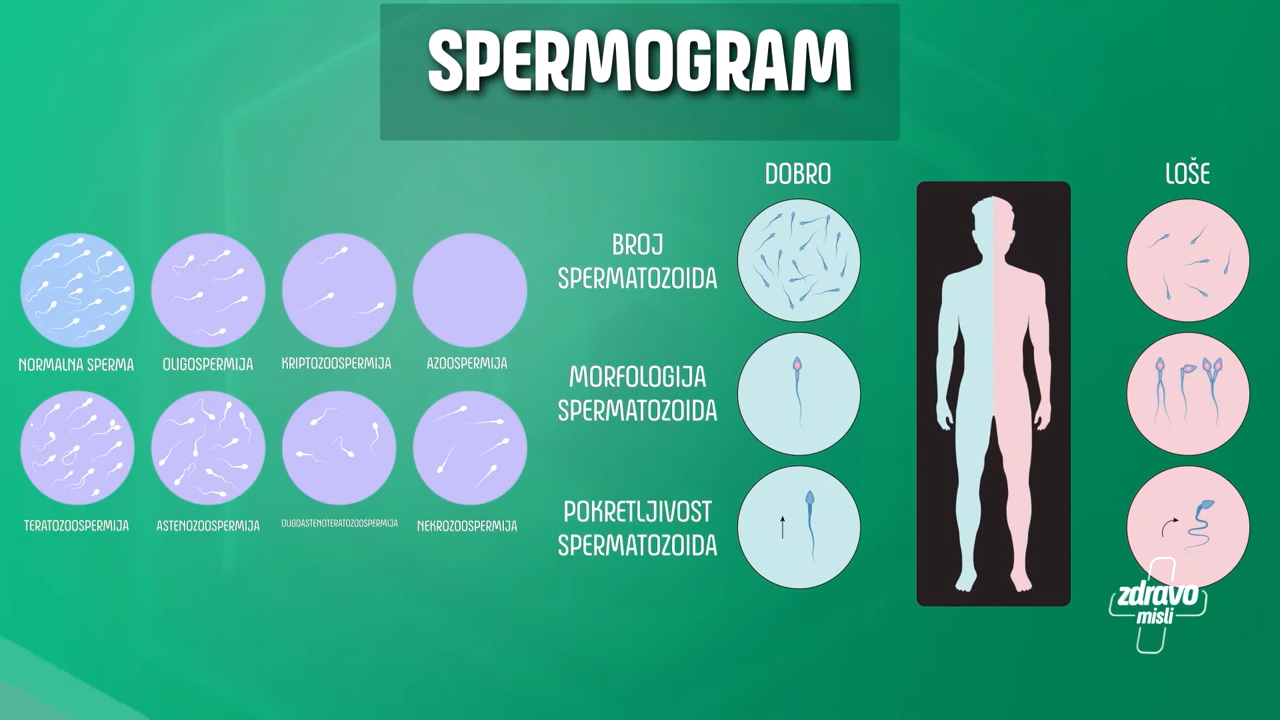 SPERMOGRAM
NORMALNA SPERMA
OLIGOSPERMIJA
KRIPTOZOOSPERMIJA
AZOOSPERMIJA
TERATOZOOSPERMIJA
ASTENOZOOSPERMIJA
OLIGOASTENOTERATOZOOSPERMIJA
NEKROZOOSPERMIJA
DOBRO
LOŠE
BROJ
SPERMATOZOIDA
MORFOLOGIJA
SPERMATOZOIDA
POKRETLJIVOST
SPERMATOZOIDA
zdravo
misli